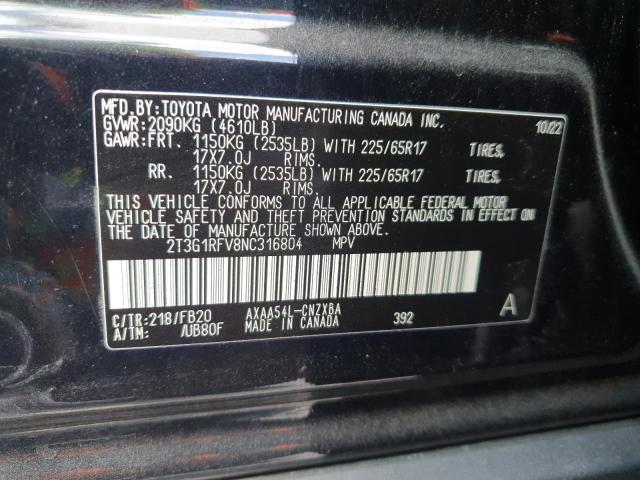 MFD.BY:TOYOTA MOTOR MANUFACTURING CANADA INC. 10/22
GVWR:2090KG (4610LB)
GAWR:FRT. 1150KG (2535LB) WITH 225/65R17 TIRES,
17X7.0J RIMS.
RR. 1150KG (2535LB) WITH 225/65R17 TIRES,
17X7.0J RIMS.
THIS VEHICLE CONFORMS TO ALL APPLICABLE FEDERAL MOTOR
VEHICLE SAFETY AND THEFT PREVENTION STANDARDS IN EFFECT ON
THE DATE OF MANUFACTURE SHOWN ABOVE.
2T3G1RFV8NC316804 MPV
C/TR:218/FB20 AXAA54L-CNZXBA 392 A
A/TM: /UB80F MADE IN CANADA